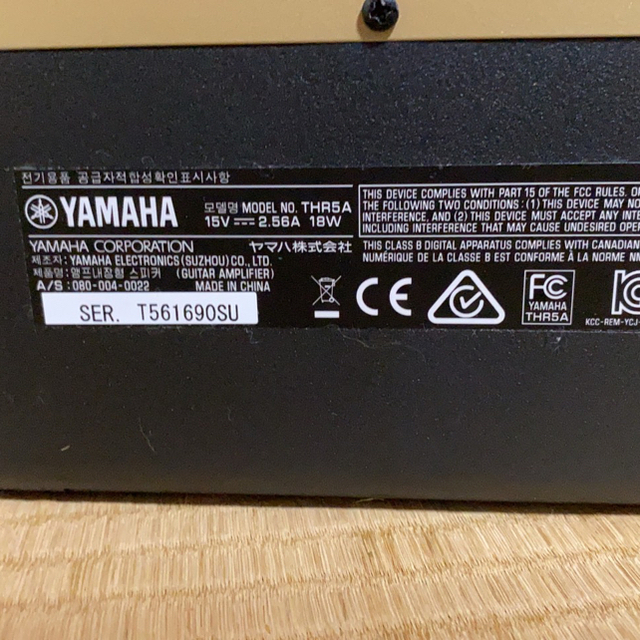 전기용품 공급자적합성확인표시사항
YAMAHA
모델명 MODEL NO. THR5A
15V 2.56A 18W
YAMAHA CORPORATION ヤマハ株式会社
제조자: YAMAHA ELECTRONICS (SUZHOU) CO., LTD.
제품명: 앰프내장형 스피커 (GUITAR AMPLIFIER)
A/S : 080-004-0022 MADE IN CHINA
SER. T561690SU
THIS DEVICE COMPLIES WITH PART 15 OF THE FCC RULES.
THE FOLLOWING TWO CONDITIONS : (1) THIS DEVICE MAY NO
INTERFERENCE, AND (2) THIS DEVICE MUST ACCEPT ANY INTE
INCLUDING INTERFERENCE THAT MAY CAUSE UNDESIRED OPER
THIS CLASS B DIGITAL APPARATUS COMPLIES WITH CANADIAN
NUMÉRIQUE DE LA CLASSE B EST CONFORME À LA NORME NM
CE
FC
YAMAHA
THR5A
KCC-REM-YCJ-